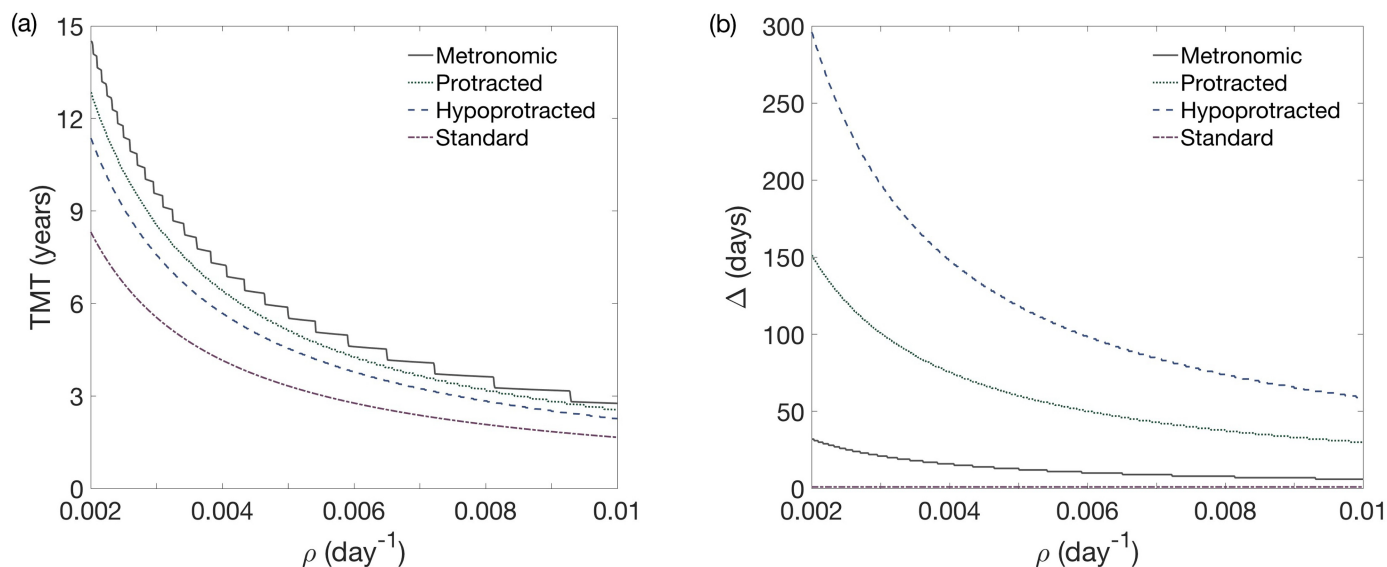 (a)
15
12
9
6
3
0
TMT (years)
Metronomic
Protracted
Hypoprotracted
Standard
0.002 0.004 0.006 0.008 0.01
ρ (day-1)
(b)
300
250
200
150
100
50
0
Δ (days)
Metronomic
Protracted
Hypoprotracted
Standard
0.002 0.004 0.006 0.008 0.01
ρ (day-1)